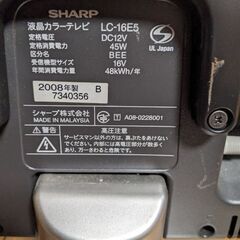 SHARP
液晶カラーテレビ LC-16E5
定格電圧 DC12V
定格電力 45W
区分名 BEE
受信機型サイズ 16V
年間消費電力量 48kWh/年
UL Japan
2008年製 B
7340356
シャープ株式会社
MADE IN MALAYSIA
A08-0228001
警告 高圧注意
サービスマン以外の方は、裏ぶたをあけないで
ください。内部には高電圧部分が数多くあり、
万一さわると危険です。